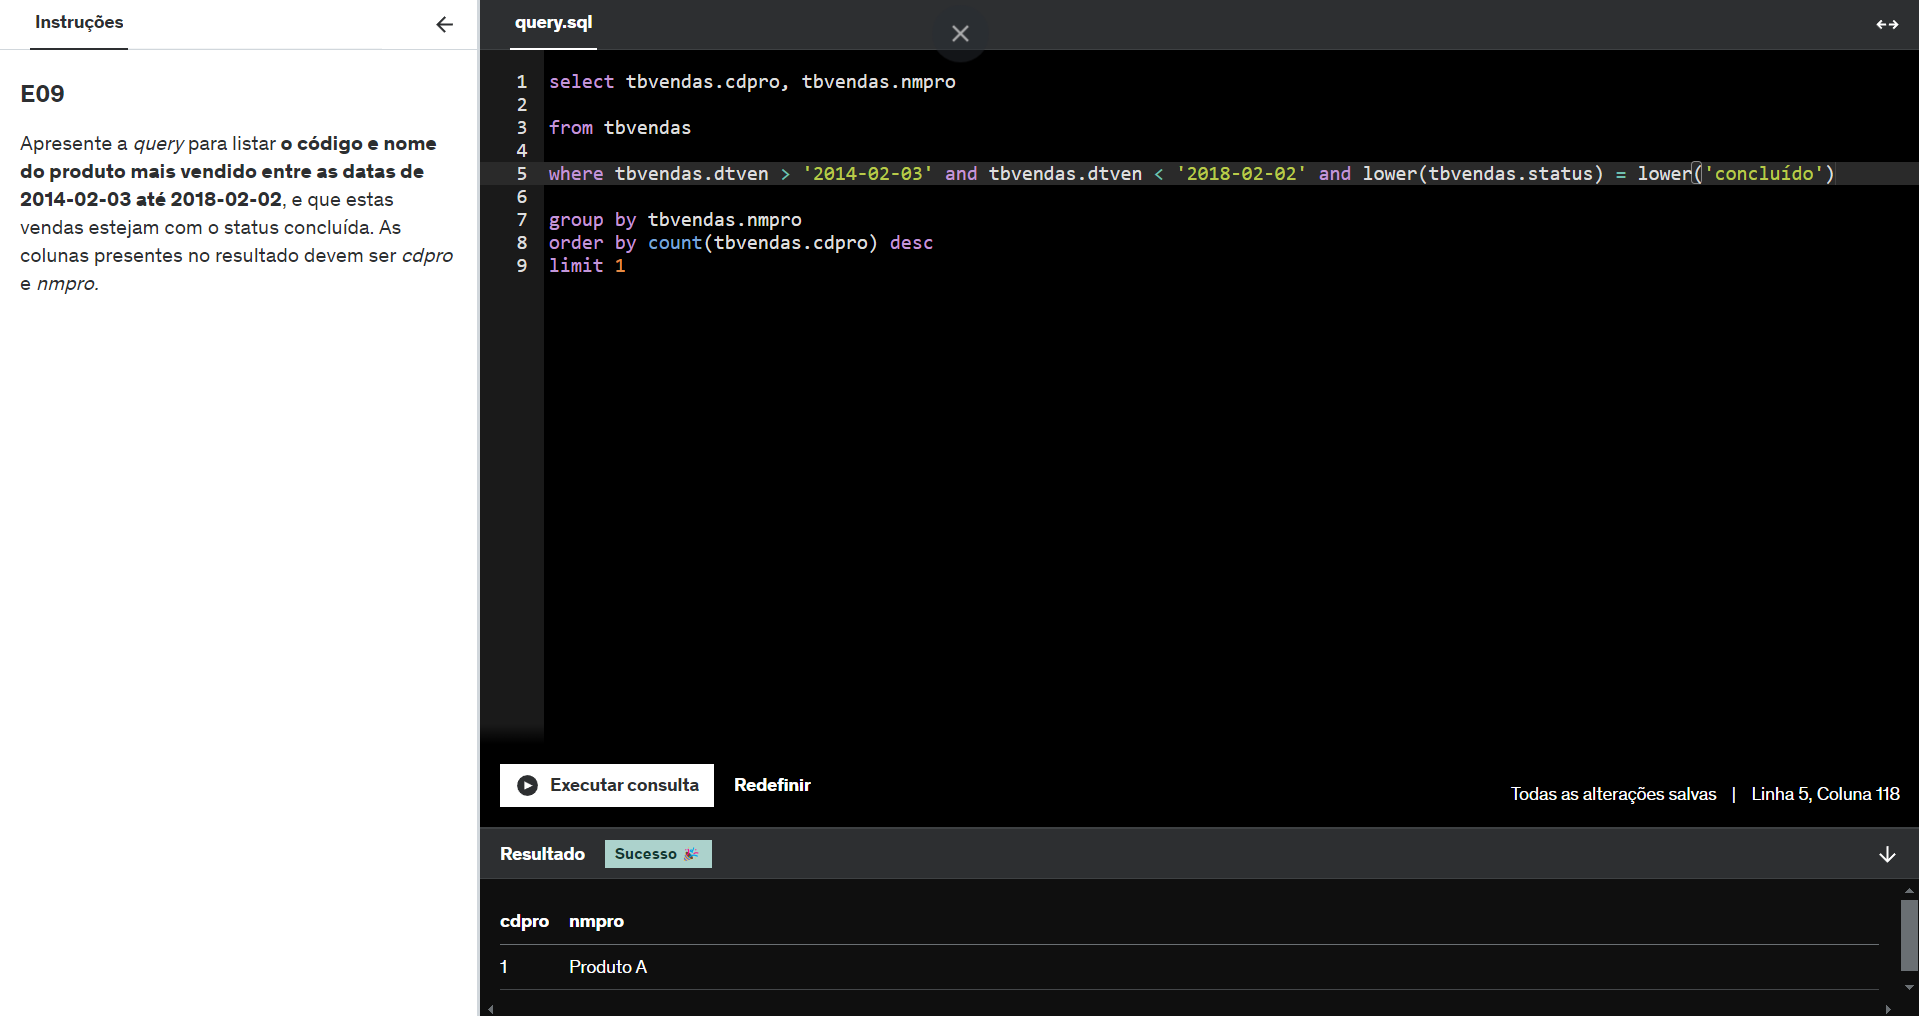 Instruções
E09
Apresente a query para listar o código e nome
do produto mais vendido entre as datas de
2014-02-03 até 2018-02-02, e que estas
vendas estejam com o status concluída. As
colunas presentes no resultado devem ser cdpro
e nmpro.
query.sql
1 select tbvendas.cdpro, tbvendas.nmpro
2
3 from tbvendas
4
5 where tbvendas.dtven > '2014-02-03' and tbvendas.dtven < '2018-02-02' and lower(tbvendas.status) = lower('concluído')
6
7 group by tbvendas.nmpro
8 order by count(tbvendas.cdpro) desc
9 limit 1
Executar consulta
Redefinir
Todas as alterações salvas | Linha 5, Coluna 118
Resultado
Sucesso 🎉
cdpro nmpro
1 Produto A